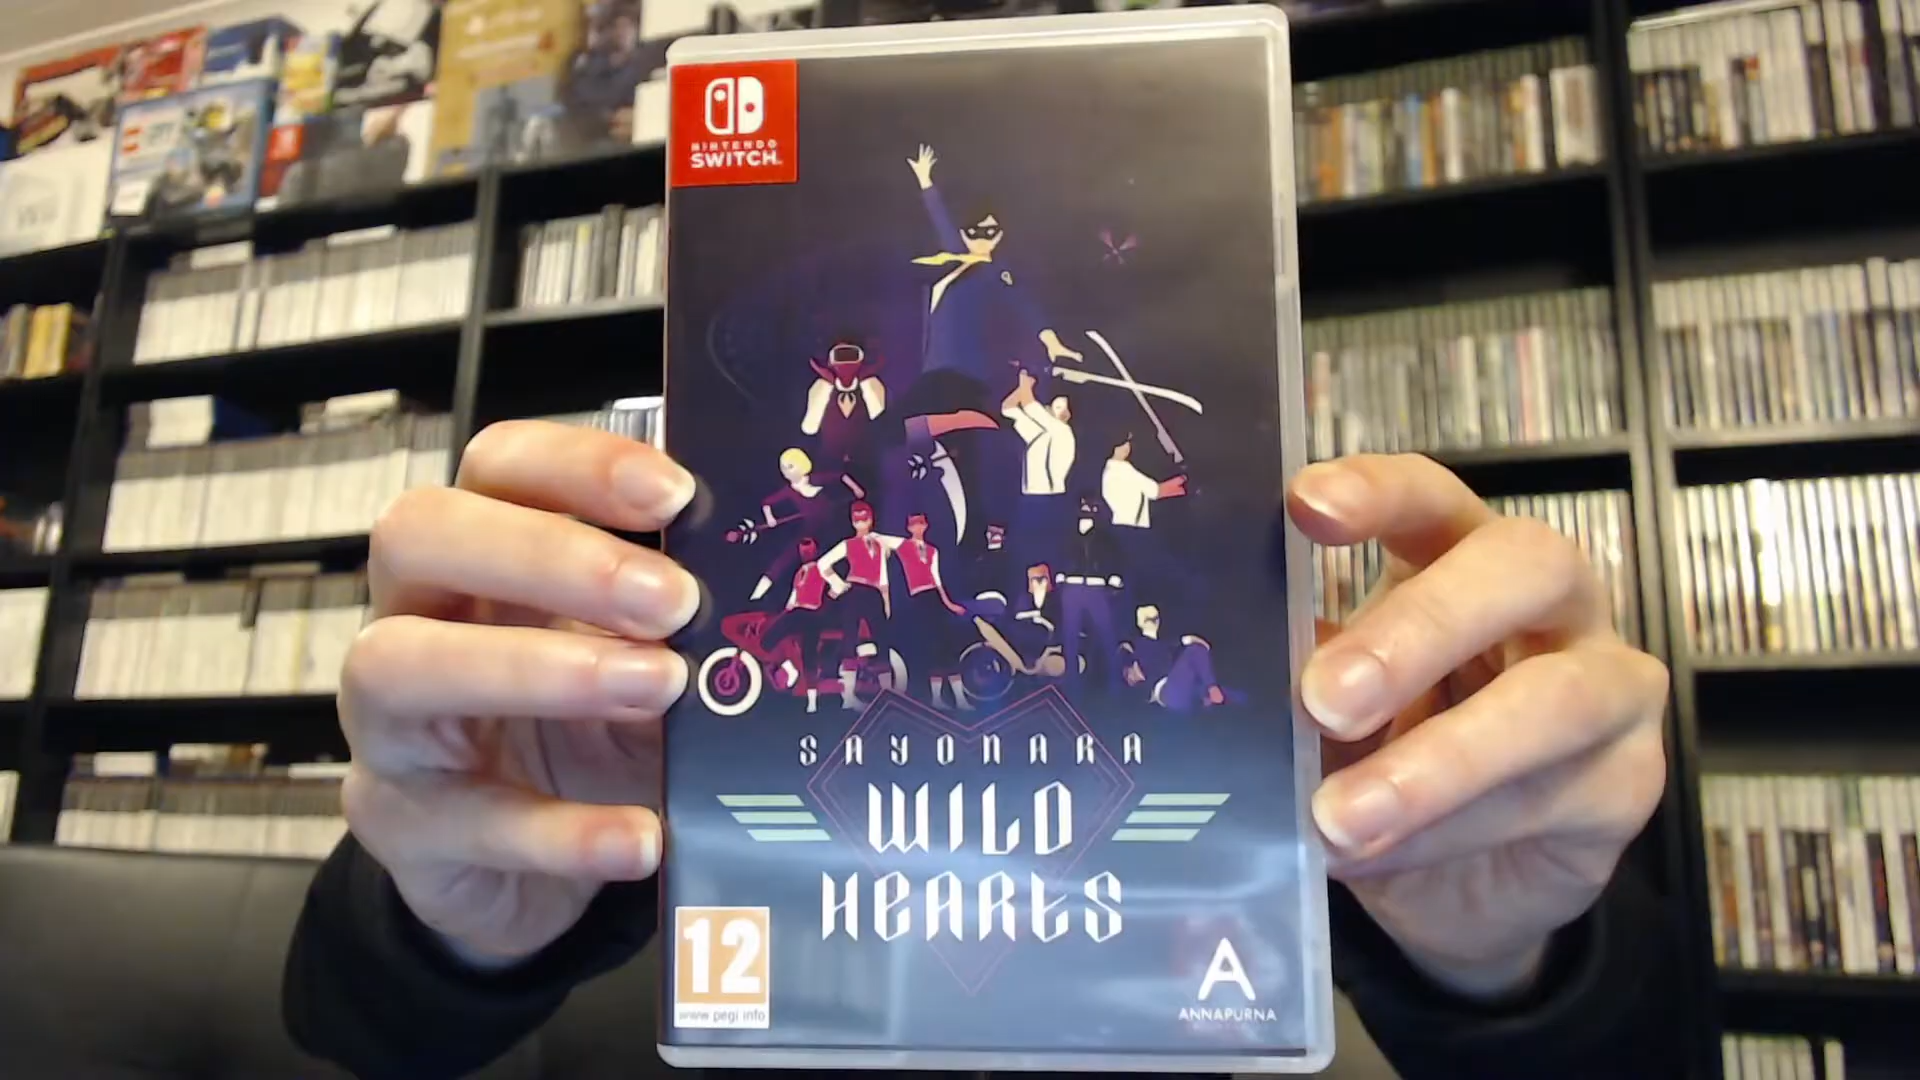 NINTENDO
SWITCH
SAYONARA
WILD
HEARTS
12
www.pegi.info
ANNAPURNA